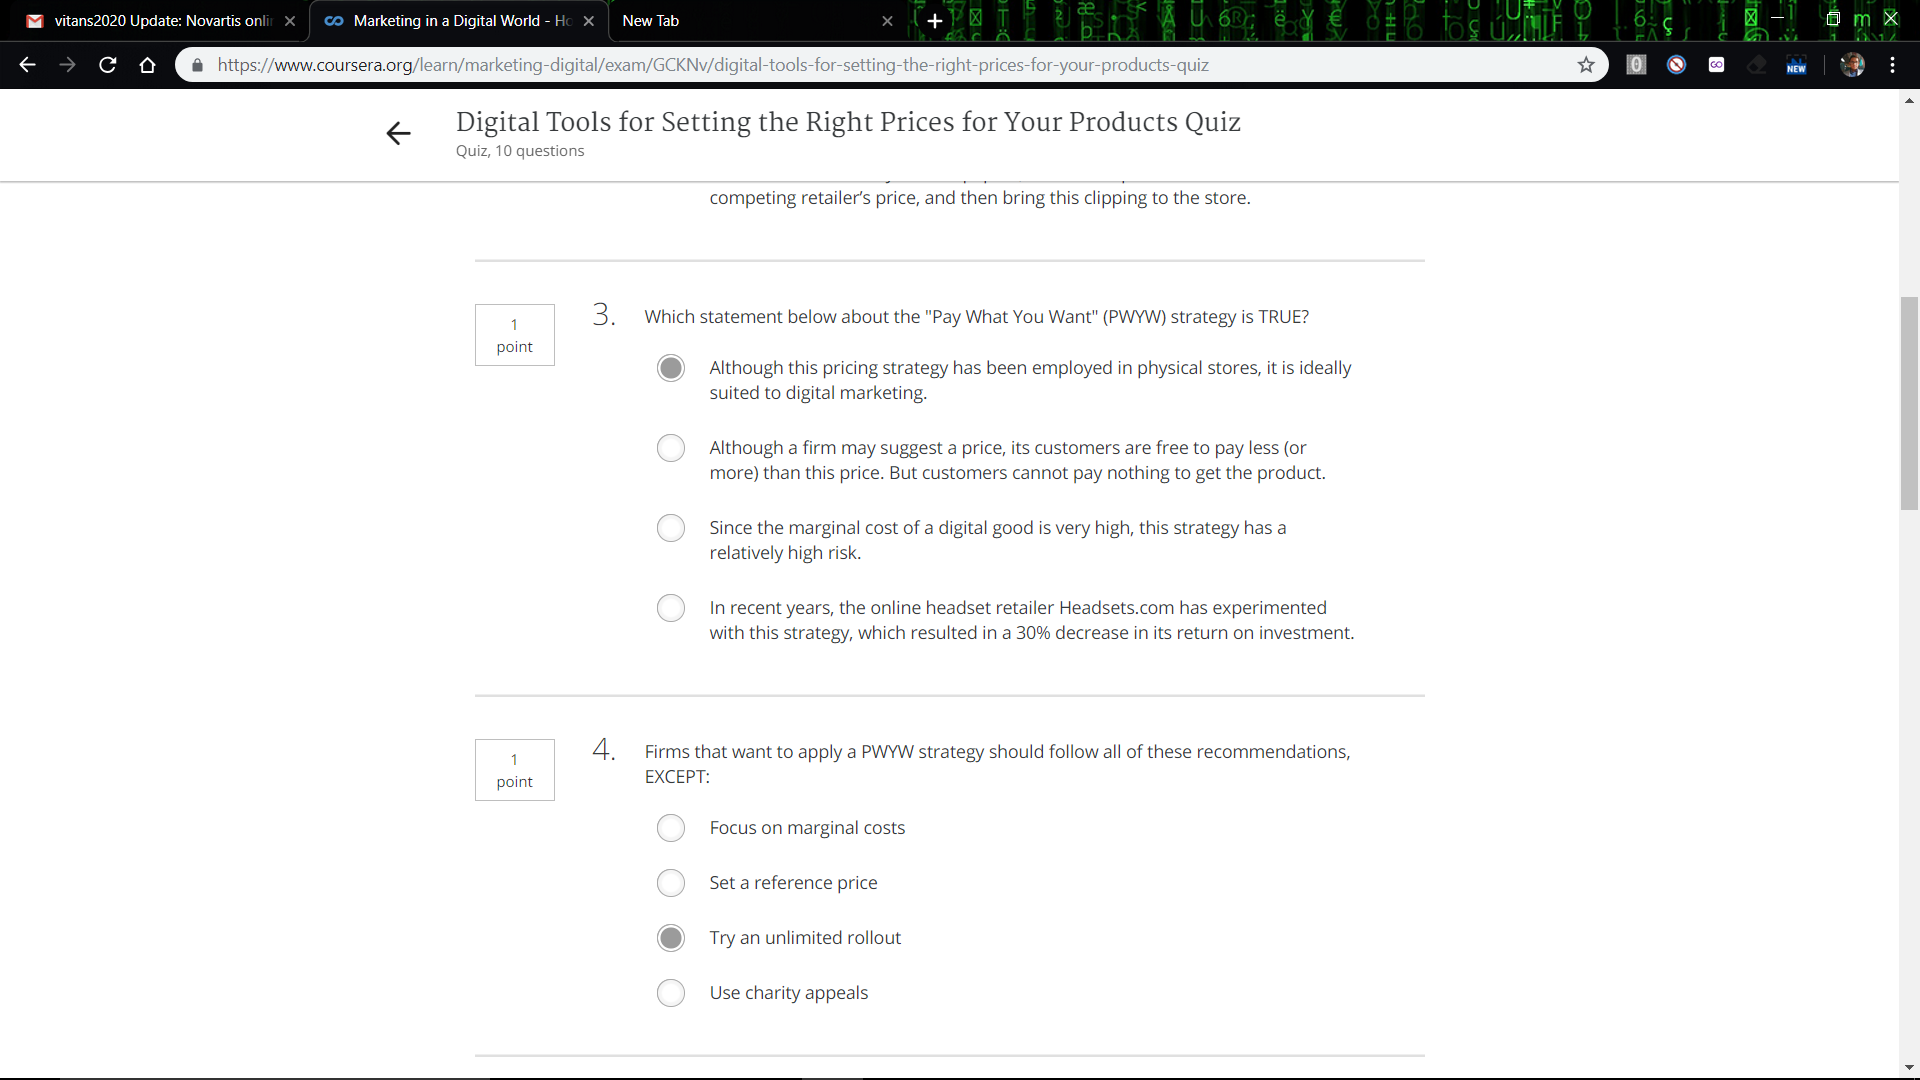 vitans2020 Update: Novartis onli
Marketing in a Digital World - Ho
New Tab
https://www.coursera.org/learn/marketing-digital/exam/GCKNv/digital-tools-for-setting-the-right-prices-for-your-products-quiz
NEW
Digital Tools for Setting the Right Prices for Your Products Quiz
Quiz, 10 questions
competing retailer’s price, and then bring this clipping to the store.
1
point
3.
Which statement below about the "Pay What You Want" (PWYW) strategy is TRUE?
Although this pricing strategy has been employed in physical stores, it is ideally
suited to digital marketing.
Although a firm may suggest a price, its customers are free to pay less (or
more) than this price. But customers cannot pay nothing to get the product.
Since the marginal cost of a digital good is very high, this strategy has a
relatively high risk.
In recent years, the online headset retailer Headsets.com has experimented
with this strategy, which resulted in a 30% decrease in its return on investment.
1
point
4.
Firms that want to apply a PWYW strategy should follow all of these recommendations,
EXCEPT:
Focus on marginal costs
Set a reference price
Try an unlimited rollout
Use charity appeals